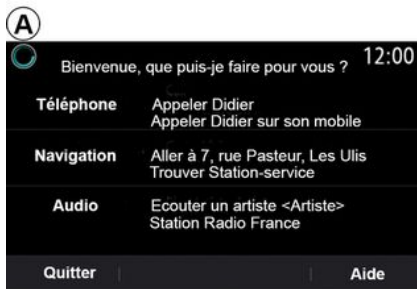 A
Bienvenue, que puis-je faire pour vous ? 12:00
Téléphone Appeler Didier
Appeler Didier sur son mobile
Navigation Aller à 7, rue Pasteur, Les Ulis
Trouver Station-service
Audio Ecouter un artiste <Artiste>
Station Radio France
Quitter Aide